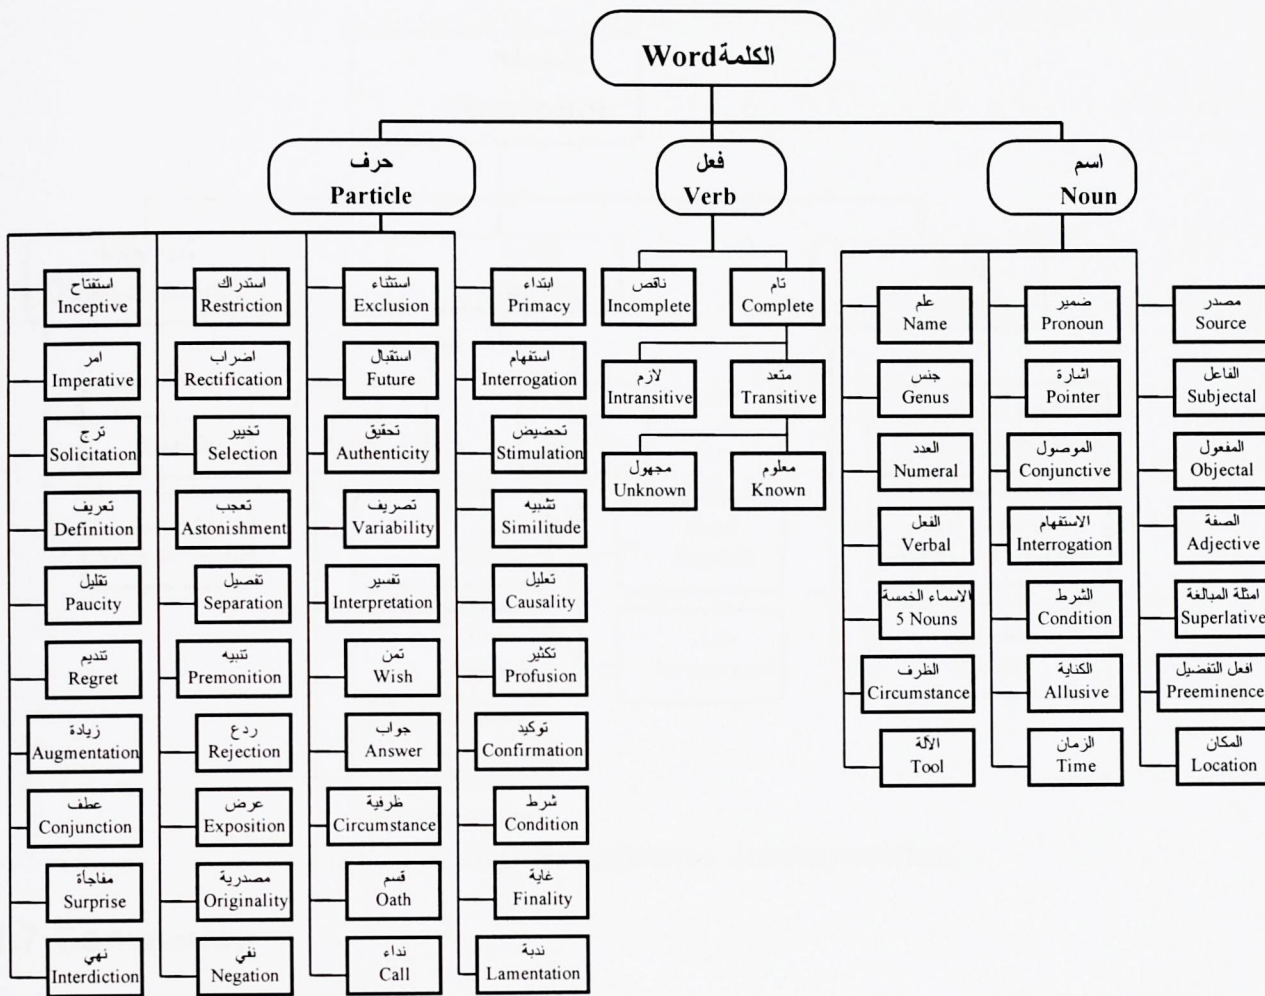 Wordالكلمة
حرف
Particle
فعل
Verb
اسم
Noun
استفتاح
Inceptive
استدراك
Restriction
استثناء
Exclusion
ابتداء
Primacy
ناقص
Incomplete
تام
Complete
علم
Name
ضمير
Pronoun
مصدر
Source
امر
Imperative
اضراب
Rectification
استقبال
Future
استفهام
Interrogation
لازم
Intransitive
متعد
Transitive
جنس
Genus
اشارة
Pointer
الفاعل
Subjectal
ترج
Solicitation
تخيير
Selection
تحقيق
Authenticity
تحضيض
Stimulation
مجهول
Unknown
معلوم
Known
العدد
Numeral
الموصول
Conjunctive
المفعول
Objectal
تعريف
Definition
تعجب
Astonishment
تصريف
Variability
تشبيه
Similitude
الفعل
Verbal
الاستفهام
Interrogation
الصفة
Adjective
تقليل
Paucity
تفصيل
Separation
تفسير
Interpretation
تعليل
Causality
الاسماء الخمسة
5 Nouns
الشرط
Condition
امثلة المبالغة
Superlative
تنديم
Regret
تنبيه
Premonition
تمن
Wish
تكثير
Profusion
الظرف
Circumstance
الكناية
Allusive
افعل التفضيل
Preeminence
زيادة
Augmentation
ردع
Rejection
جواب
Answer
توكيد
Confirmation
الآلة
Tool
الزمان
Time
المكان
Location
عطف
Conjunction
عرض
Exposition
ظرفية
Circumstance
شرط
Condition
مفاجأة
Surprise
مصدرية
Originality
قسم
Oath
غاية
Finality
نهي
Interdiction
نفي
Negation
نداء
Call
ندبة
Lamentation